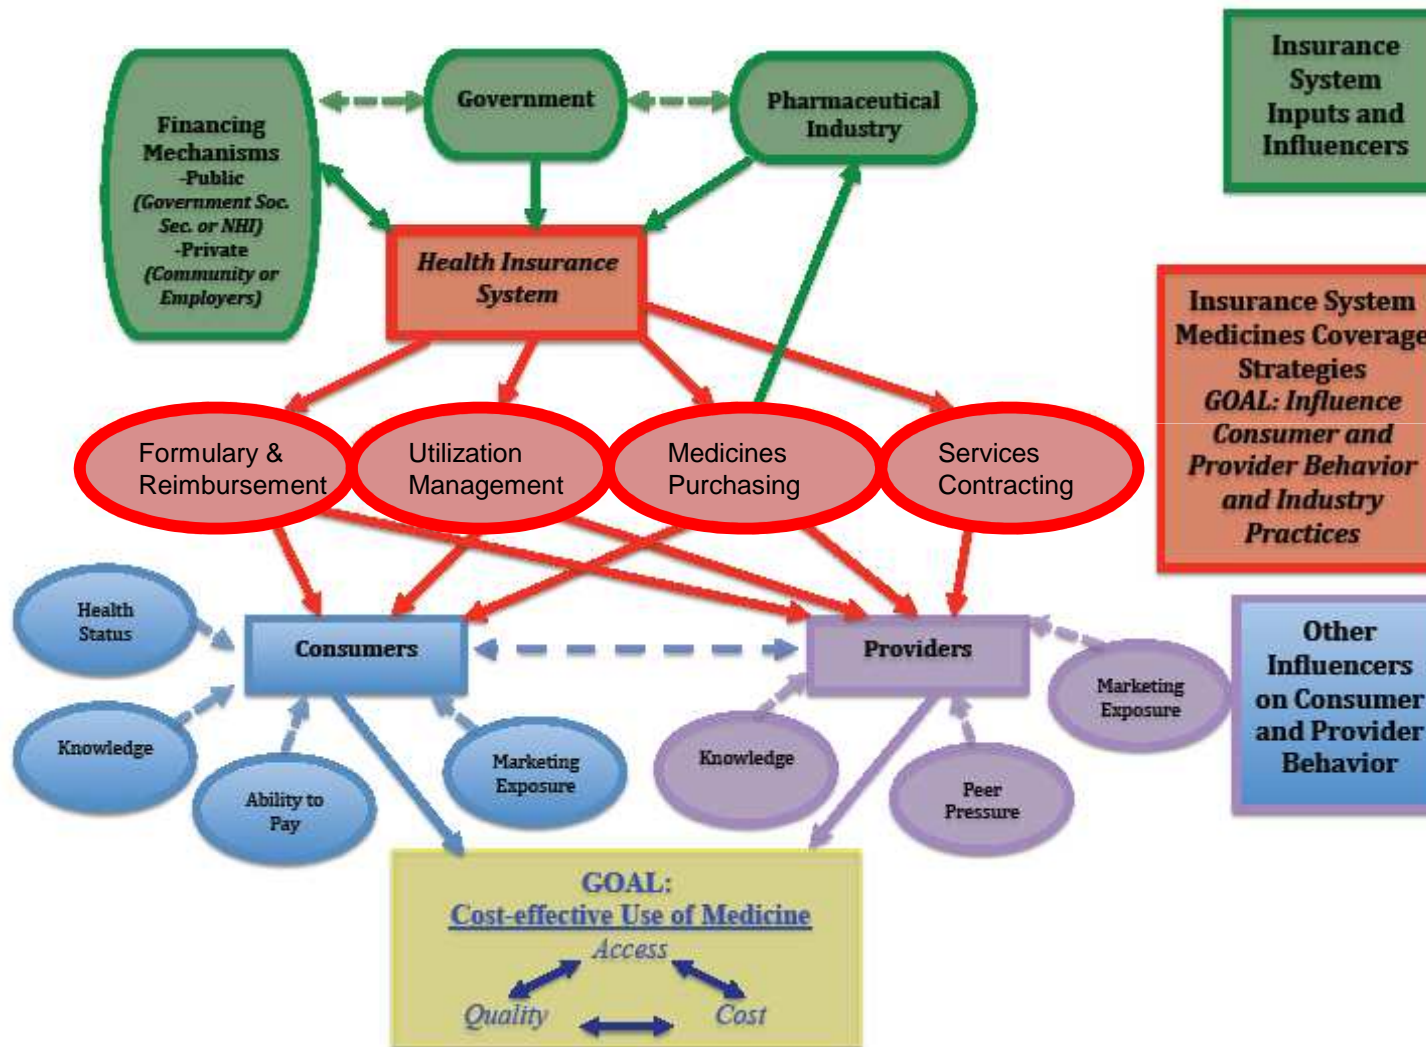 Financing
Mechanisms
-Public
(Government Soc.
Sec. or NHI)
-Private
(Community or
Employers)
Government
Pharmaceutical
Industry
Insurance
System
Inputs and
Influencers
Health Insurance
System
Insurance System
Medicines Coverage
Strategies
GOAL: Influence
Consumer and
Provider Behavior
and Industry
Practices
Formulary &
Reimbursement
Utilization
Management
Medicines
Purchasing
Services
Contracting
Health
Status
Consumers
Providers
Other
Influencers
on Consumer
and Provider
Behavior
Knowledge
Ability to
Pay
Marketing
Exposure
Knowledge
Peer
Pressure
Marketing
Exposure
GOAL:
Cost-effective Use of Medicine
Access
Quality
Cost